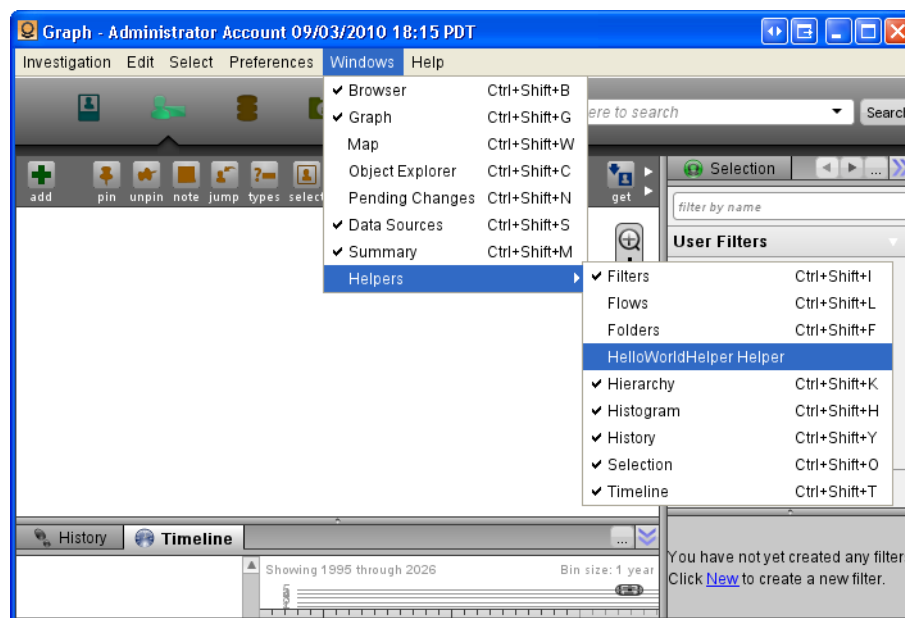 Graph - Administrator Account 09/03/2010 18:15 PDT
Investigation Edit Select Preferences Windows Help
Browser Ctrl+Shift+B
Graph Ctrl+Shift+G
Map Ctrl+Shift+W
Object Explorer Ctrl+Shift+C
Pending Changes Ctrl+Shift+N
Data Sources Ctrl+Shift+S
Summary Ctrl+Shift+M
Helpers
ere to search
Search
add pin unpin note jump types select
get
Selection
...
filter by name
User Filters
Filters Ctrl+Shift+I
Flows Ctrl+Shift+L
Folders Ctrl+Shift+F
HelloWorldHelper Helper
Hierarchy Ctrl+Shift+K
Histogram Ctrl+Shift+H
History Ctrl+Shift+Y
Selection Ctrl+Shift+O
Timeline Ctrl+Shift+T
History Timeline
...
Showing 1995 through 2026 Bin size: 1 year
You have not yet created any filter
Click New to create a new filter.